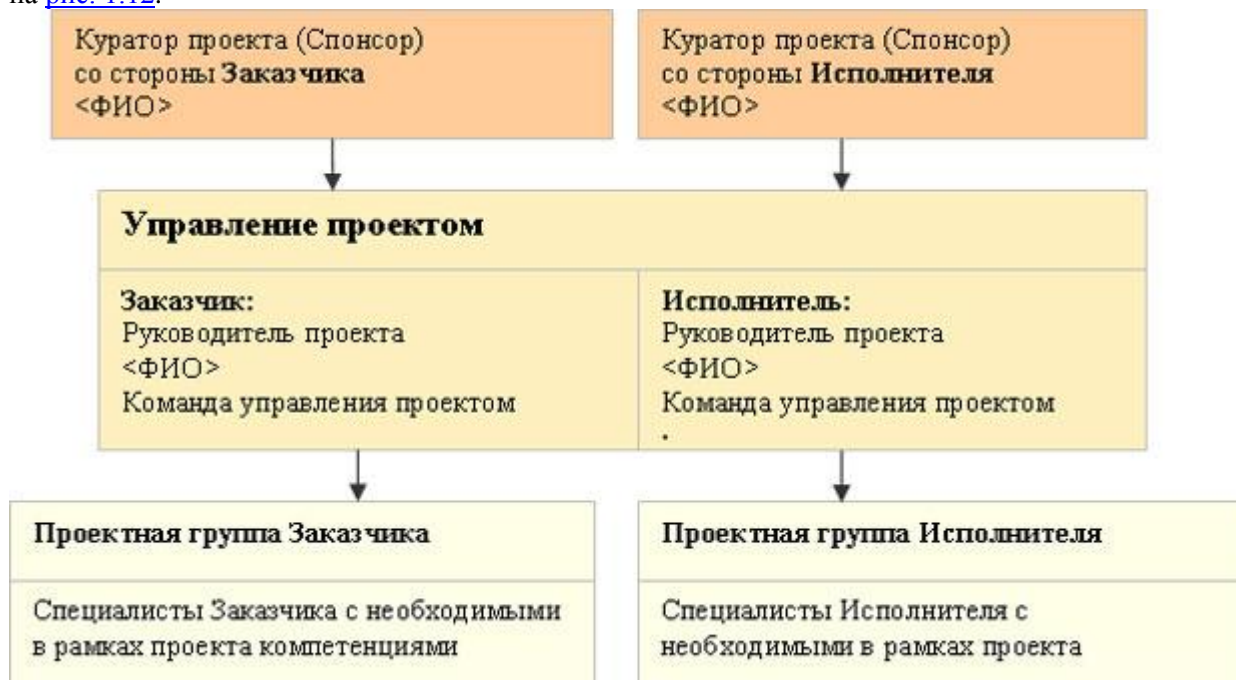 на рис. 1.12.
Куратор проекта (Спонсор)
со стороны Заказчика
<ФИО>
Куратор проекта (Спонсор)
со стороны Исполнителя
<ФИО>
Управление проектом
Заказчик:
Руководитель проекта
<ФИО>
Команда управления проектом
Исполнитель:
Руководитель проекта
<ФИО>
Команда управления проектом
.
Проектная группа Заказчика
Специалисты Заказчика с необходимыми
в рамках проекта компетенциями
Проектная группа Исполнителя
Специалисты Исполнителя с
необходимыми в рамках проекта